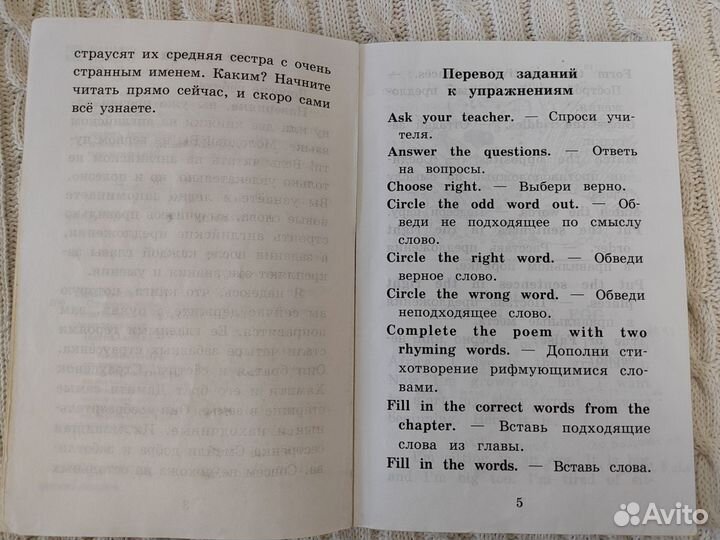 страусят их средняя сестра с очень
странным именем. Каким? Начните
читать прямо сейчас, и скоро сами
всё узнаете.
Перевод заданий
к упражнениям
Ask your teacher. — Спроси учи-
теля.
Answer the questions. — Ответь
на вопросы.
Choose right. — Выбери верно.
Circle the odd word out. — Об-
веди не подходящее по смыслу
слово.
Circle the right word. — Обведи
верное слово.
Circle the wrong word. — Обведи
неподходящее слово.
Complete the poem with two
rhyming words. — Дополни сти-
хотворение рифмующимися сло-
вами.
Fill in the correct words from the
chapter. — Вставь подходящие
слова из главы.
Fill in the words. — Вставь слова.
5
Avito